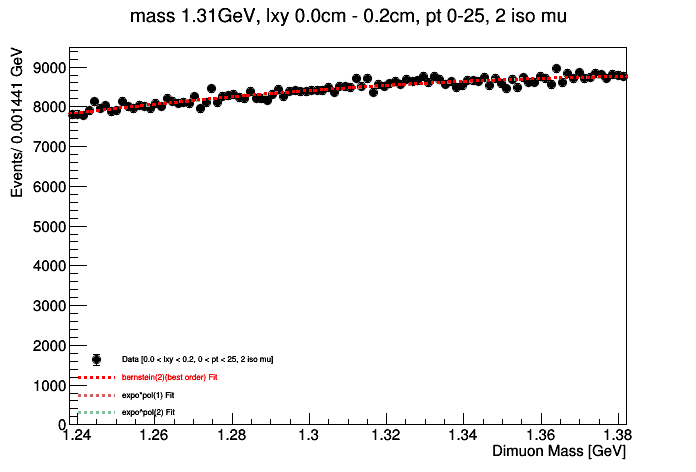 mass 1.31GeV, lxy 0.0cm - 0.2cm, pt 0-25, 2 iso mu
Events/ 0.001441 GeV
9000
8000
7000
6000
5000
4000
3000
2000
1000
0
Data [0.0 < lxy < 0.2, 0 < pt < 25, 2 iso mu]
bernstein(2)(best order) Fit
expo*pol(1) Fit
expo^pol(2) Fit
1.24 1.26 1.28 1.3 1.32 1.34 1.36 1.38
Dimuon Mass [GeV]